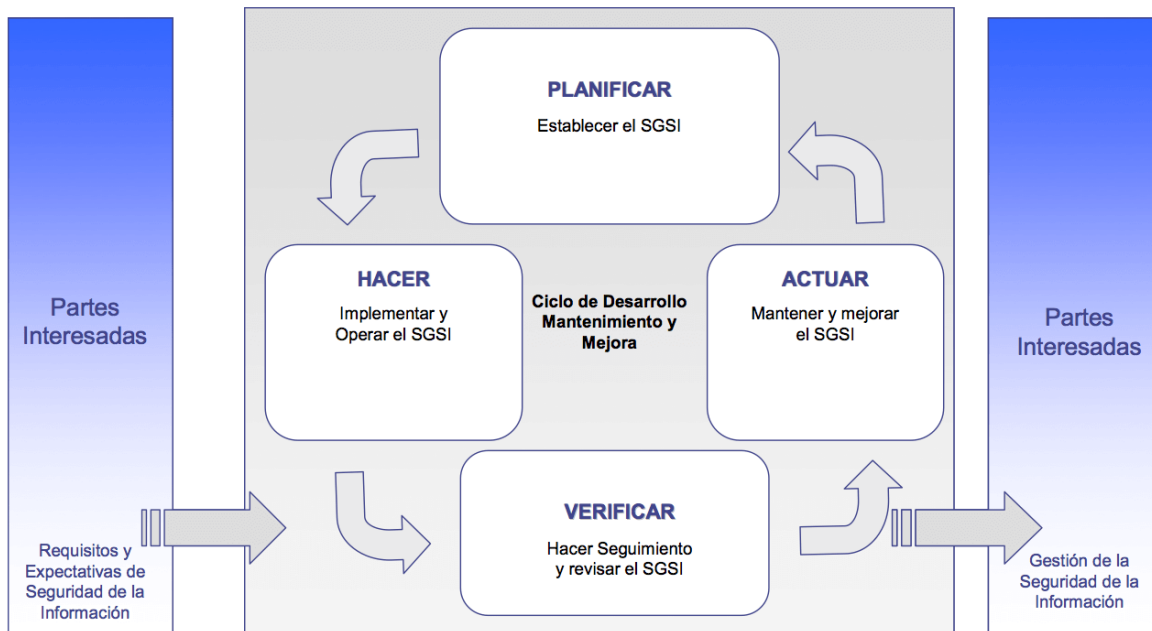 PLANIFICAR
Establecer el SGSI
HACER
Implementar y
Operar el SGSI
Ciclo de Desarrollo
Mantenimiento y
Mejora
ACTUAR
Mantener y mejorar
el SGSI
VERIFICAR
Hacer Seguimiento
y revisar el SGSI
Partes
Interesadas
Requisitos y
Expectativas de
Seguridad de la
Información
Partes
Interesadas
Gestión de la
Seguridad de la
Información